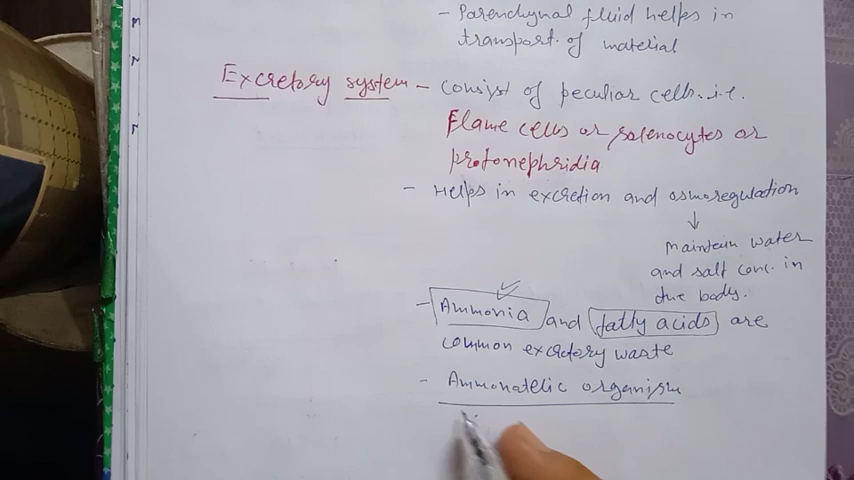 - Parenchymal fluid helps in
transport of material
Excretory system - consist of peculiar cells. i.e.
Flame cells or solenocytes or
protonephridia
- Helps in excretion and osmoregulation
↓
maintain water
and salt conc. in
the body.
- Ammonia and fatty acids are
common excretory waste
- Ammonatelic organism